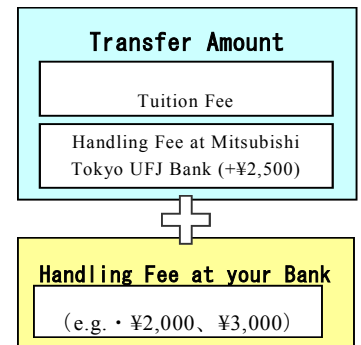 Transfer Amount
Tuition Fee
Handling Fee at Mitsubishi
Tokyo UFJ Bank (+¥2,500)
Handling Fee at your Bank
（e.g.・¥2,000、¥3,000）